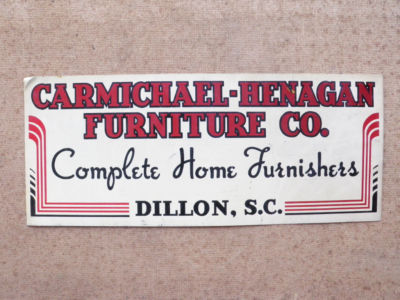 CARMICHAEL-HENAGAN
FURNITURE CO.
Complete Home Furnishers
DILLON, S.C.